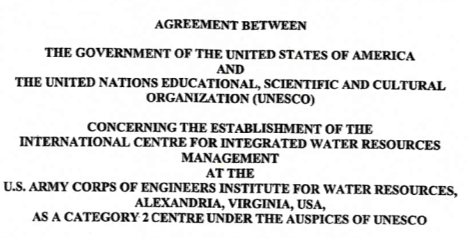 AGREEMENT BETWEEN
THE GOVERNMENT OF THE UNITED STATES OF AMERICA
AND
THE UNITED NATIONS EDUCATIONAL, SCIENTIFIC AND CULTURAL
ORGANIZATION (UNESCO)
CONCERNING THE ESTABLISHMENT OF THE
INTERNATIONAL CENTRE FOR INTEGRATED WATER RESOURCES
MANAGEMENT
AT THE
U.S. ARMY CORPS OF ENGINEERS INSTITUTE FOR WATER RESOURCES,
ALEXANDRIA, VIRGINIA, USA,
AS A CATEGORY 2 CENTRE UNDER THE AUSPICES OF UNESCO